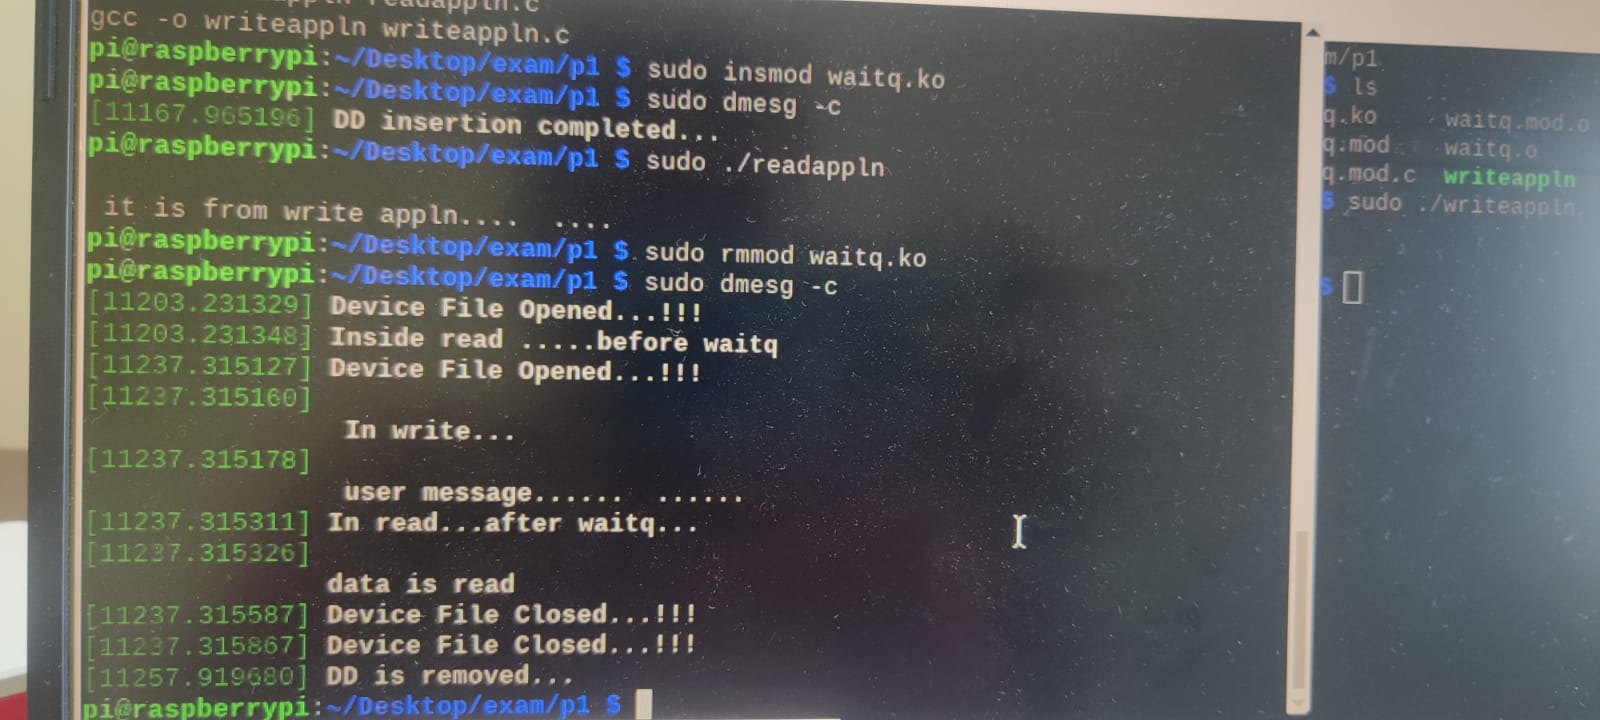 readappln.c
gcc -o writeappln writeappln.c
pi@raspberrypi:~/Desktop/exam/p1 $ sudo insmod waitq.ko
pi@raspberrypi:~/Desktop/exam/p1 $ sudo dmesg -c
[11167.965196] DD insertion completed...
pi@raspberrypi:~/Desktop/exam/p1 $ sudo ./readappln
it is from write appln.... ....
pi@raspberrypi:~/Desktop/exam/p1 $ sudo rmmod waitq.ko
pi@raspberrypi:~/Desktop/exam/p1 $ sudo dmesg -c
[11203.231329] Device File Opened...!!!
[11203.231348] Inside read .....before waitq
[11237.315127] Device File Opened...!!!
[11237.315160]
In write...
[11237.315178]
user message...... ......
[11237.315311] In read...after waitq...
[11237.315326]
data is read
[11237.315587] Device File Closed...!!!
[11237.315867] Device File Closed...!!!
[11257.919680] DD is removed...
pi@raspberrypi:~/Desktop/exam/p1 $
m/p1
$ ls
q.ko waitq.mod.o
q.mod waitq.o
q.mod.c writeappln
$ sudo ./writeappln
$